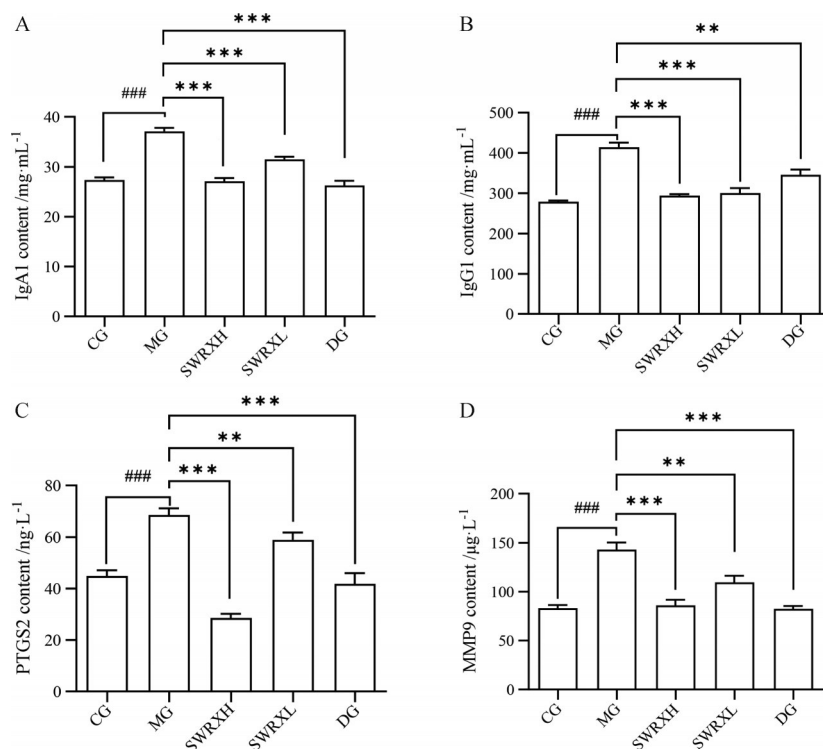 A
***
***
***
###
IgA1 content /mg·mL-1
40
30
20
10
0
CG
MG
SWRXH
SWRXL
DG
B
**
***
***
###
IgG1 content /mg·mL-1
500
400
300
200
100
0
CG
MG
SWRXH
SWRXL
DG
C
***
**
***
###
PTGS2 content /ng·L-1
80
60
40
20
0
CG
MG
SWRXH
SWRXL
DG
D
***
**
***
###
MMP9 content /μg·L-1
200
150
100
50
0
CG
MG
SWRXH
SWRXL
DG